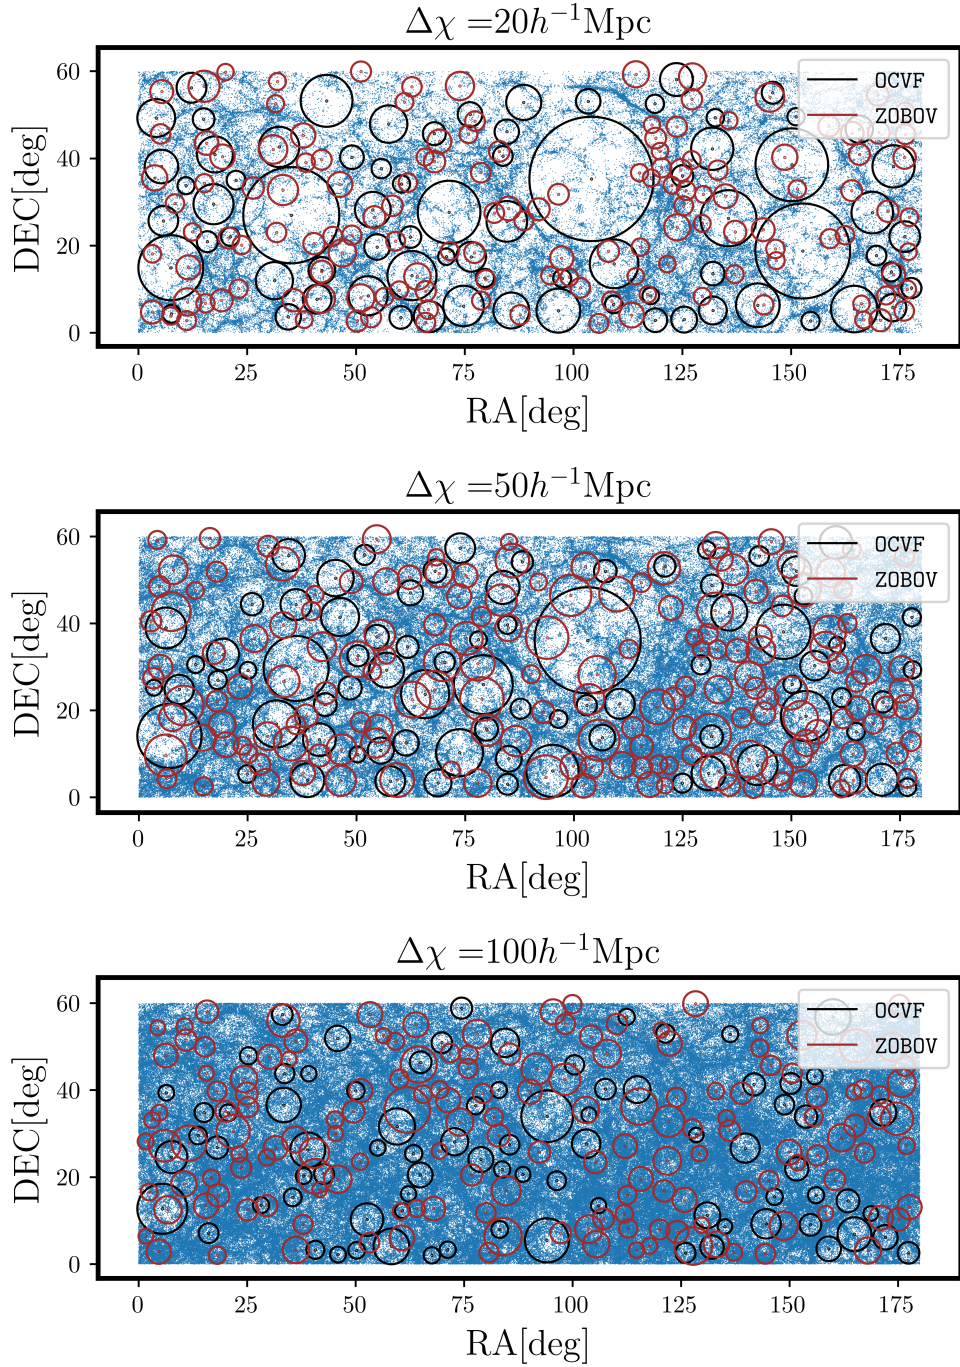 Δχ =20h⁻¹Mpc
60
40
20
0
DEC[deg]
OCVF
ZOBOV
0 25 50 75 100 125 150 175
RA[deg]
Δχ =50h⁻¹Mpc
60
40
20
0
DEC[deg]
OCVF
ZOBOV
0 25 50 75 100 125 150 175
RA[deg]
Δχ =100h⁻¹Mpc
60
40
20
0
DEC[deg]
OCVF
ZOBOV
0 25 50 75 100 125 150 175
RA[deg]